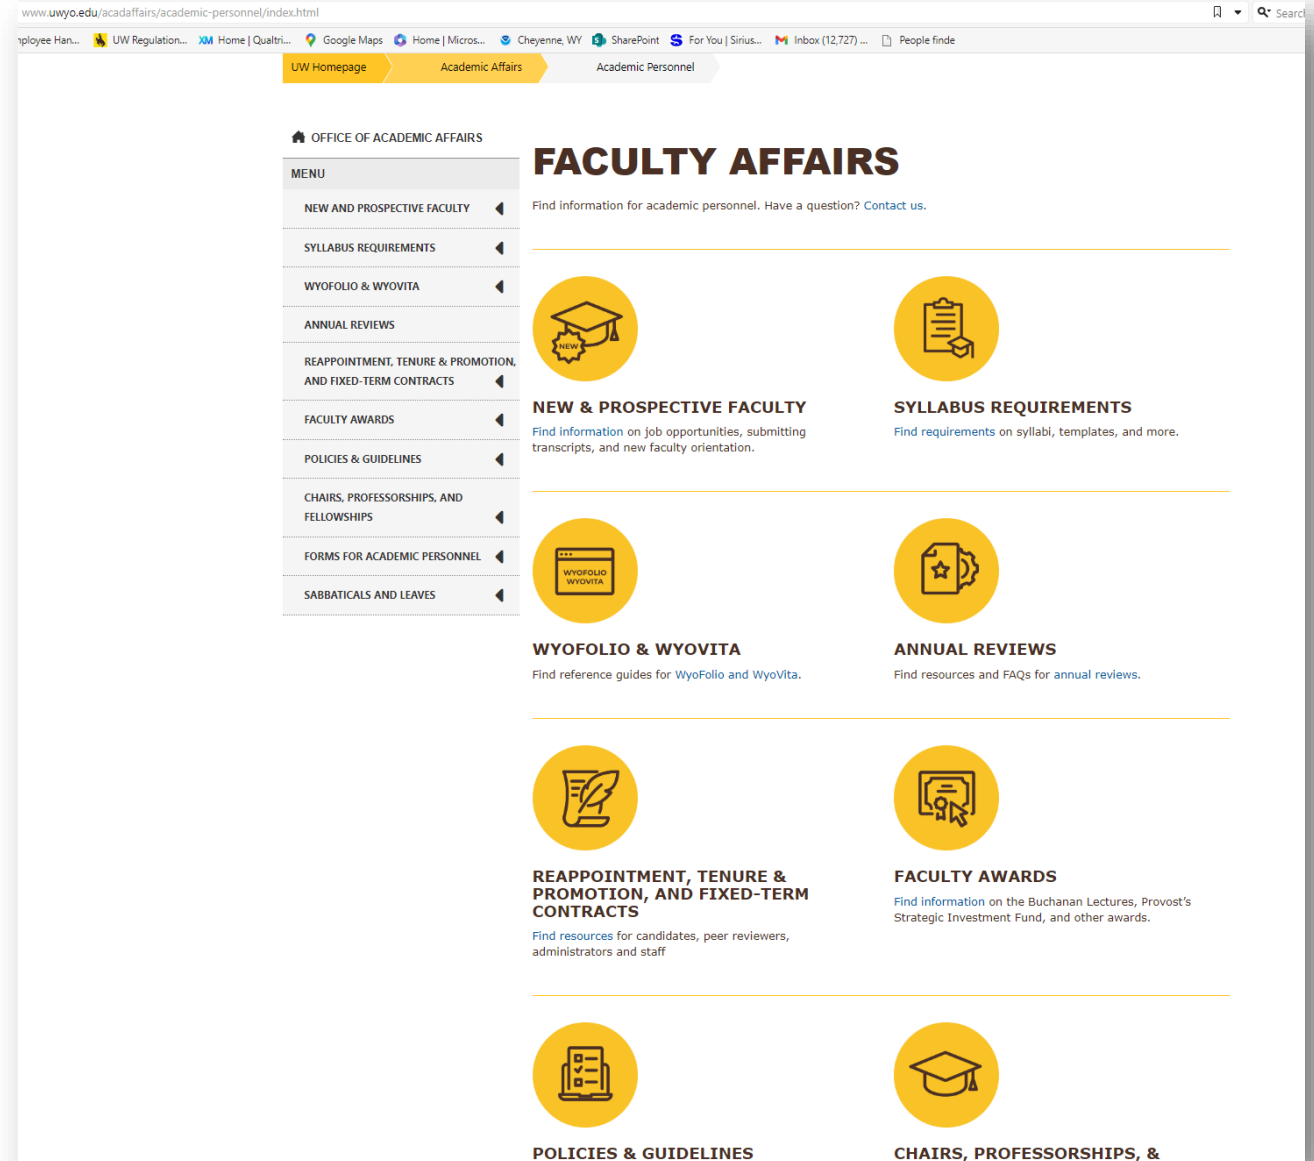 www.uwyo.edu/acadaffairs/academic-personnel/index.html
Search
nployee Han...
UW Regulation...
XM Home | Qualtri...
Google Maps
Home | Micros...
Cheyenne, WY
SharePoint
For You | Sirius...
Inbox (12,727) ...
People finde
UW Homepage
Academic Affairs
Academic Personnel
OFFICE OF ACADEMIC AFFAIRS
MENU
NEW AND PROSPECTIVE FACULTY
SYLLABUS REQUIREMENTS
WYOFOLIO & WYOVITA
ANNUAL REVIEWS
REAPPOINTMENT, TENURE & PROMOTION,
AND FIXED-TERM CONTRACTS
FACULTY AWARDS
POLICIES & GUIDELINES
CHAIRS, PROFESSORSHIPS, AND
FELLOWSHIPS
FORMS FOR ACADEMIC PERSONNEL
SABBATICALS AND LEAVES
FACULTY AFFAIRS
Find information for academic personnel. Have a question? Contact us.
NEW
NEW & PROSPECTIVE FACULTY
Find information on job opportunities, submitting
transcripts, and new faculty orientation.
SYLLABUS REQUIREMENTS
Find requirements on syllabi, templates, and more.
WYOFOLIO
WYOVITA
WYOFOLIO & WYOVITA
Find reference guides for WyoFolio and WyoVita.
ANNUAL REVIEWS
Find resources and FAQs for annual reviews.
REAPPOINTMENT, TENURE &
PROMOTION, AND FIXED-TERM
CONTRACTS
Find resources for candidates, peer reviewers,
administrators and staff
FACULTY AWARDS
Find information on the Buchanan Lectures, Provost's
Strategic Investment Fund, and other awards.
POLICIES & GUIDELINES
CHAIRS, PROFESSORSHIPS, &